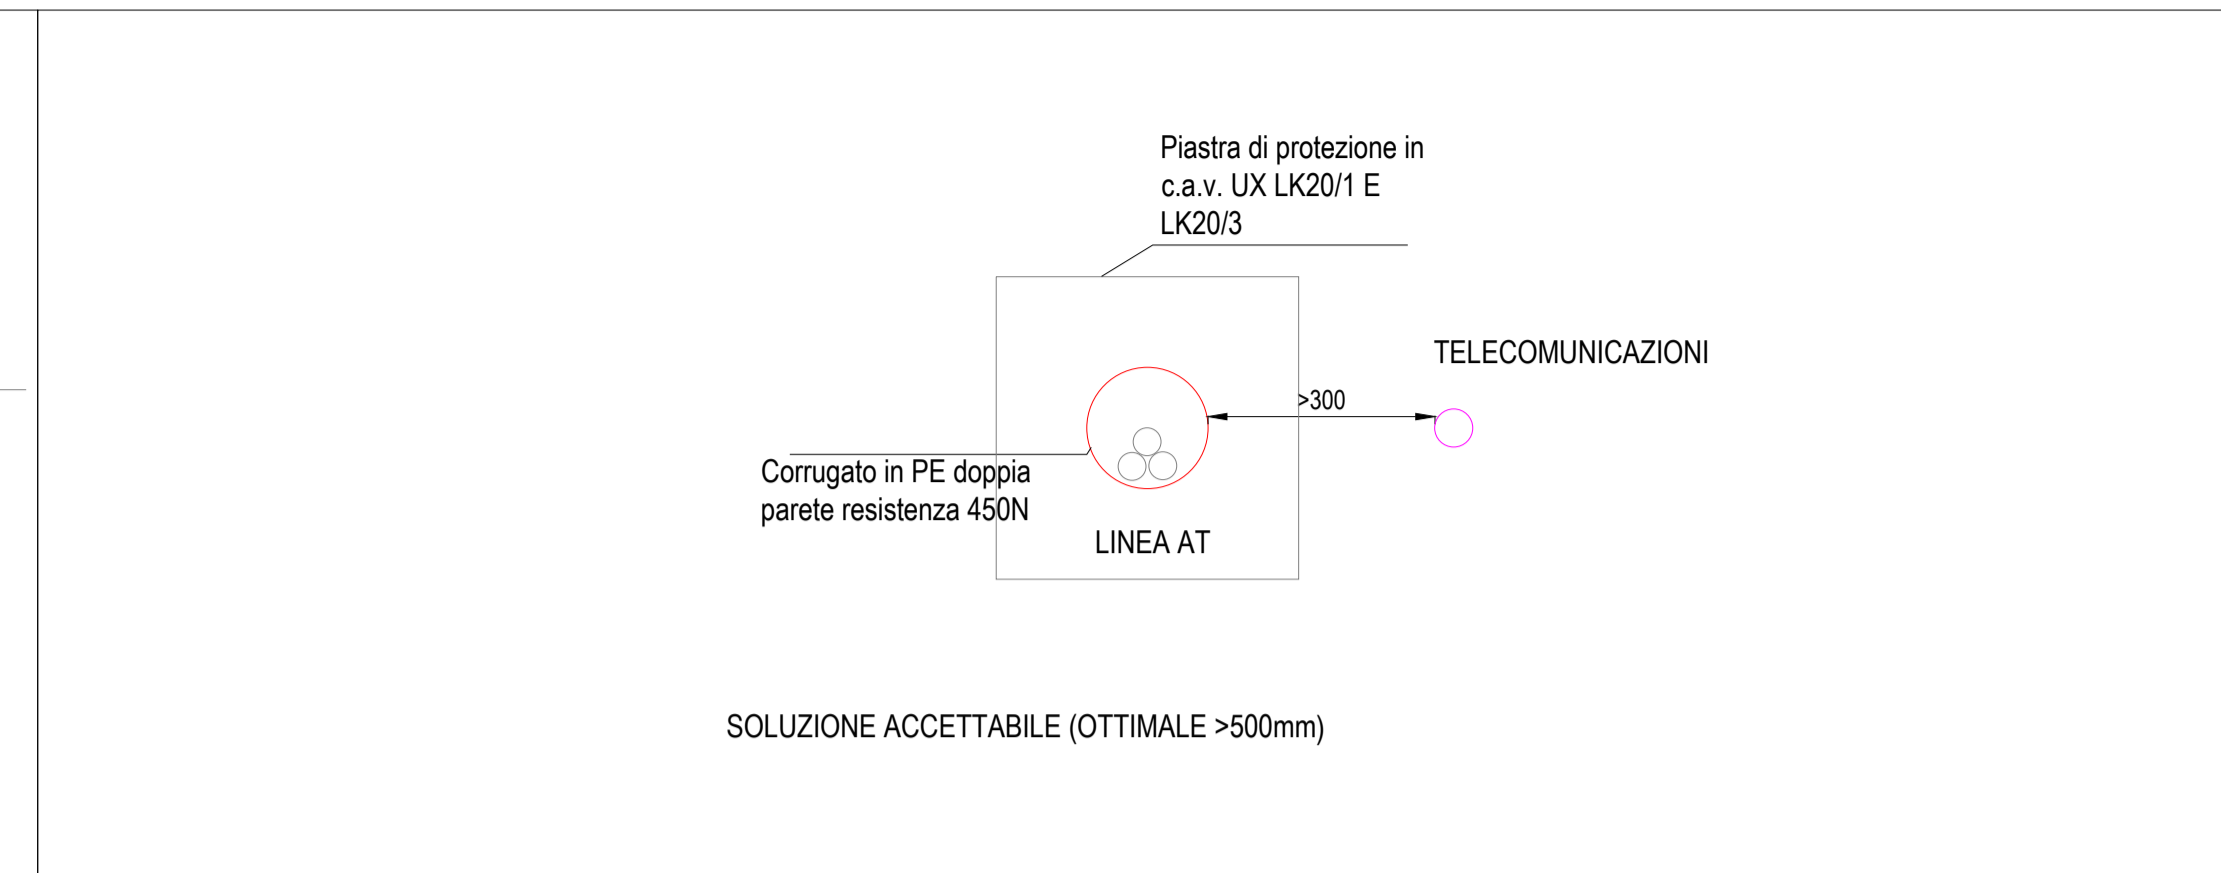 Piastra di protezione in
c.a.v. UX LK20/1 E
LK20/3
TELECOMUNICAZIONI
>300
Corrugato in PE doppia
parete resistenza 450N
LINEA AT
SOLUZIONE ACCETTABILE (OTTIMALE >500mm)